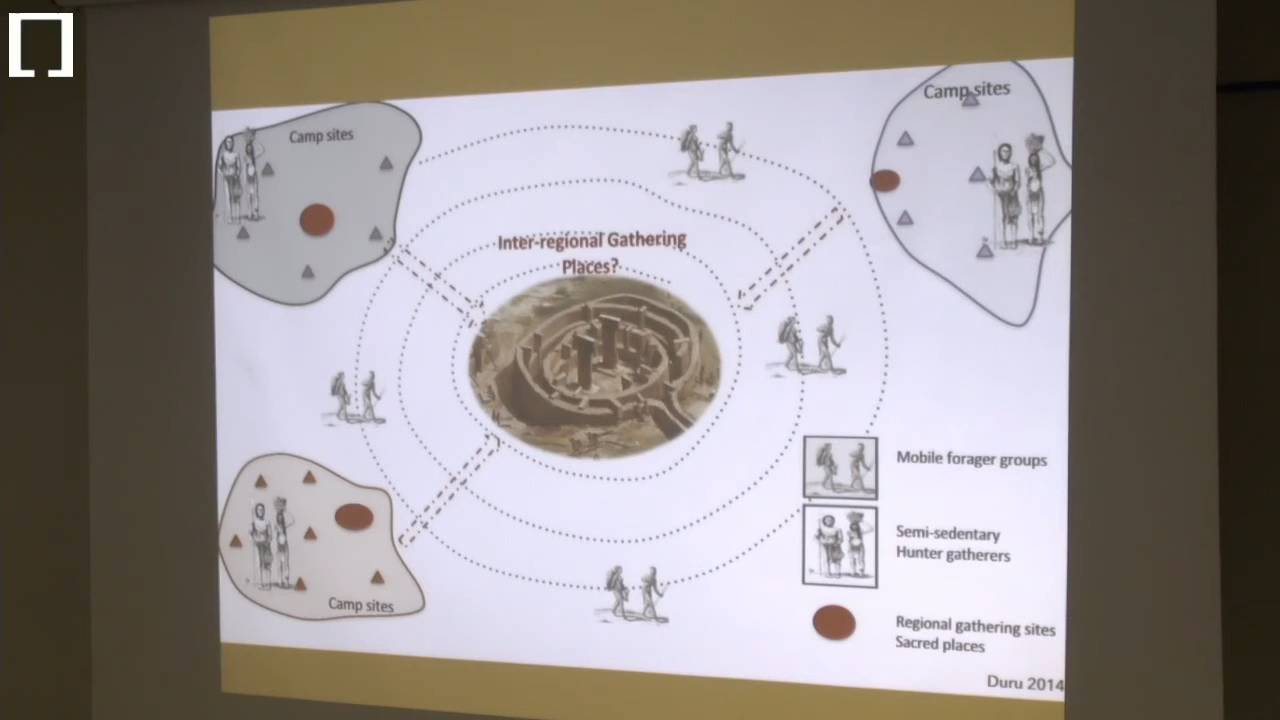 Camp sites
Camp sites
Inter-regional Gathering
Places?
Mobile forager groups
Semi-sedentary
Hunter gatherers
Camp sites
Regional gathering sites
Sacred places
Duru 2014